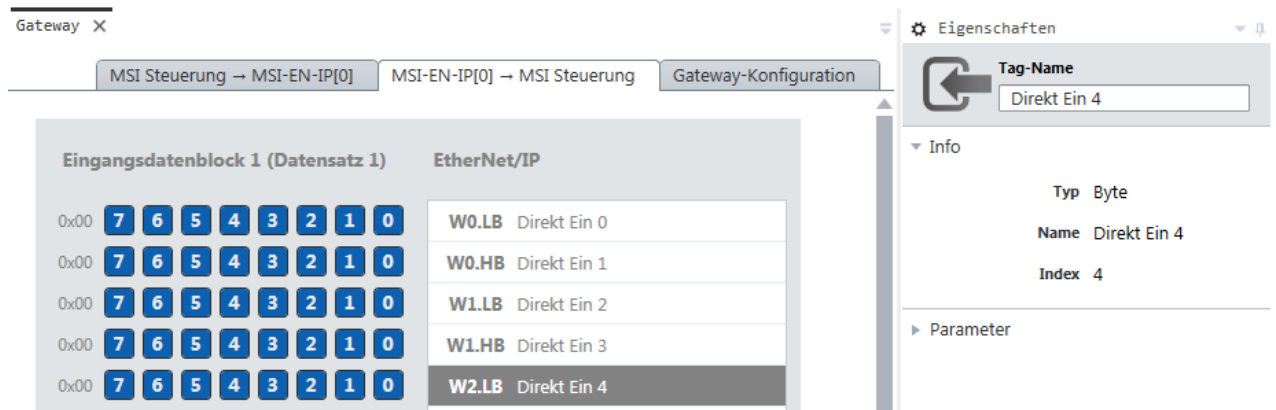 Gateway
MSI Steuerung → MSI-EN-IP[0]
MSI-EN-IP[0] → MSI Steuerung
Gateway-Konfiguration
Eingangsdatenblock 1 (Datensatz 1)
EtherNet/IP
0x00 7 6 5 4 3 2 1 0 W0.LB Direkt Ein 0
0x00 7 6 5 4 3 2 1 0 W0.HB Direkt Ein 1
0x00 7 6 5 4 3 2 1 0 W1.LB Direkt Ein 2
0x00 7 6 5 4 3 2 1 0 W1.HB Direkt Ein 3
0x00 7 6 5 4 3 2 1 0 W2.LB Direkt Ein 4
Eigenschaften
Tag-Name
Direkt Ein 4
Info
Typ Byte
Name Direkt Ein 4
Index 4
Parameter